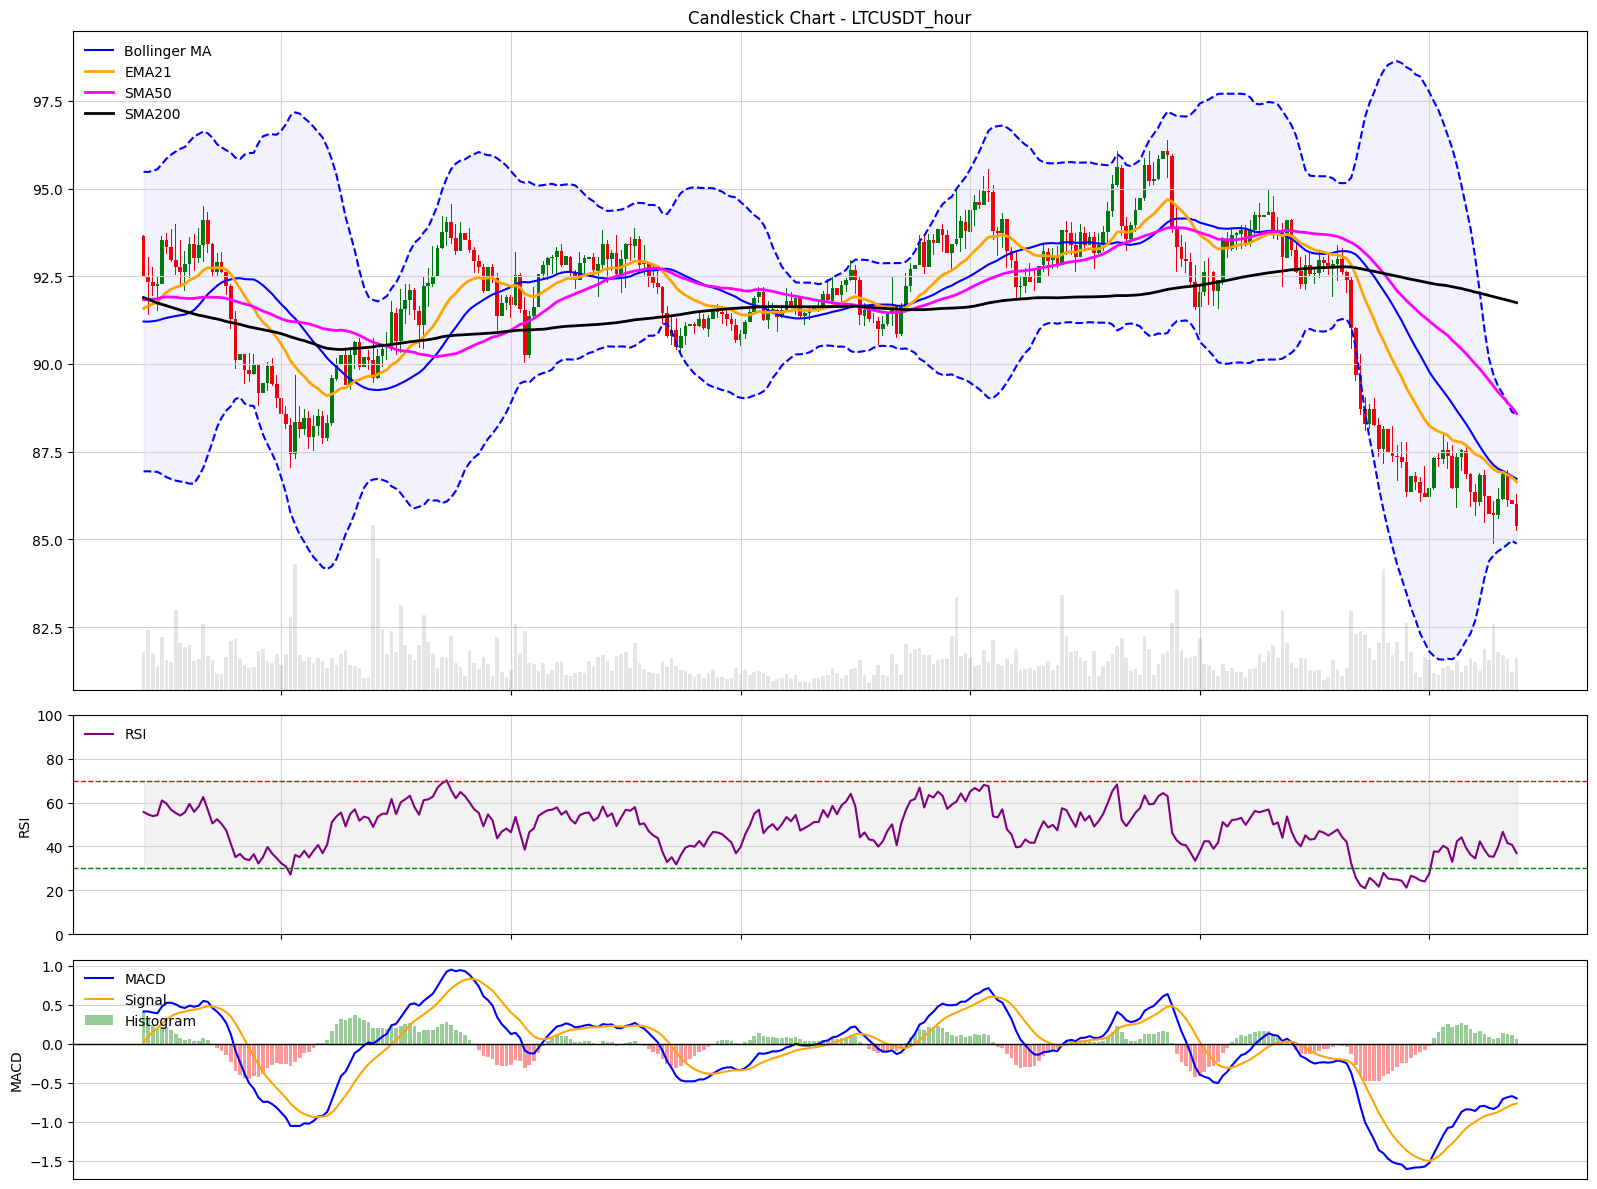 Candlestick Chart - LTCUSDT_hour
Bollinger MA
EMA21
SMA50
SMA200
97.5
95.0
92.5
90.0
87.5
85.0
82.5
RSI
100
80
60
40
20
0
RSI
MACD
Signal
Histogram
1.0
0.5
0.0
−0.5
−1.0
−1.5
MACD